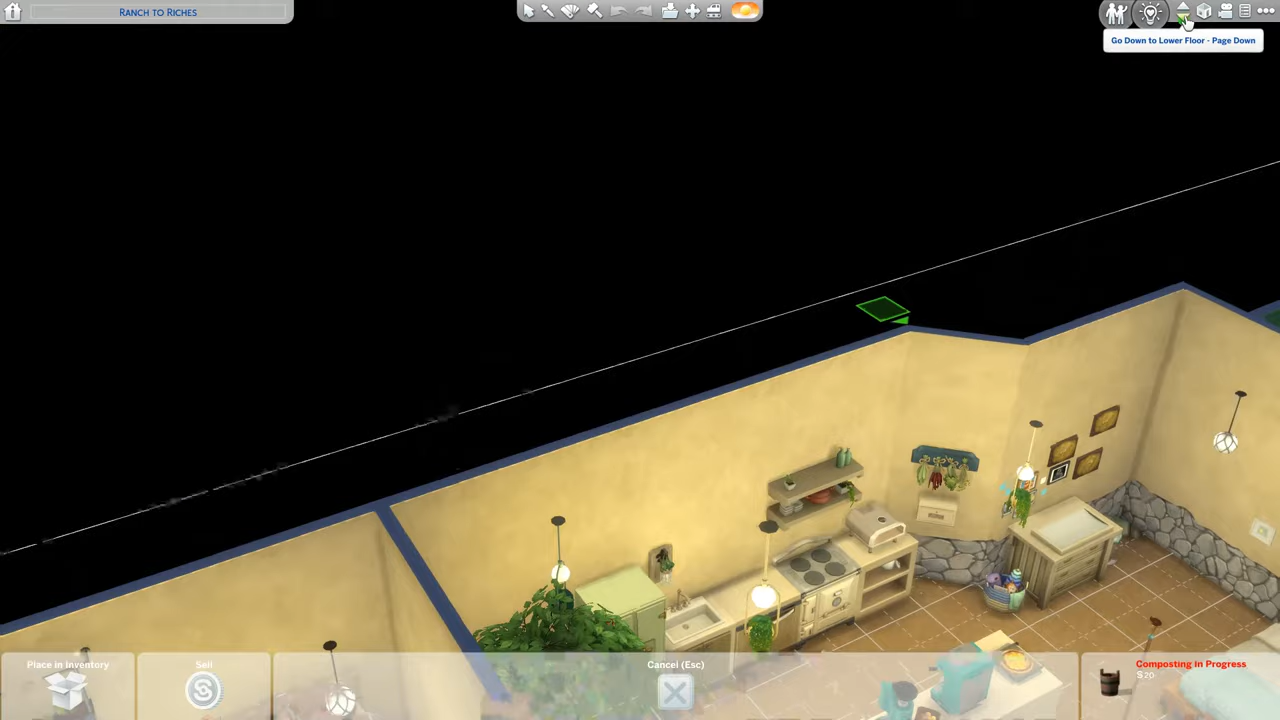 RANCH TO RICHES
Go Down to Lower Floor - Page Down
Place in Inventory
Sell
Cancel (Esc)
Composting In Progress
§20